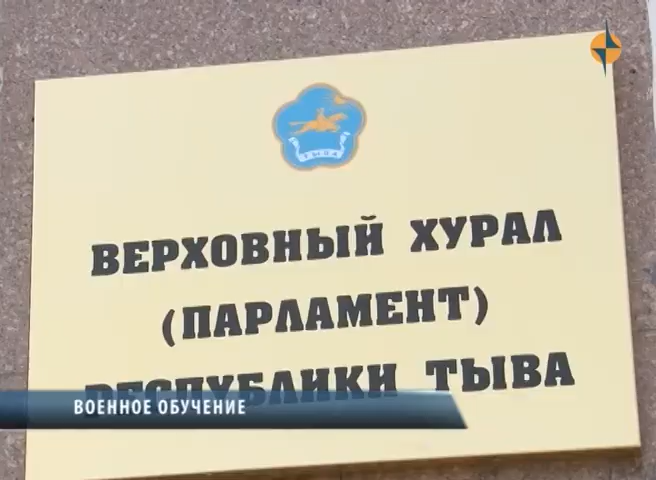 ТЫВА
ВЕРХОВНЫЙ ХУРАЛ
(ПАРЛАМЕНТ)
РЕСПУБЛИКИ ТЫВА
ВОЕННОЕ ОБУЧЕНИЕ